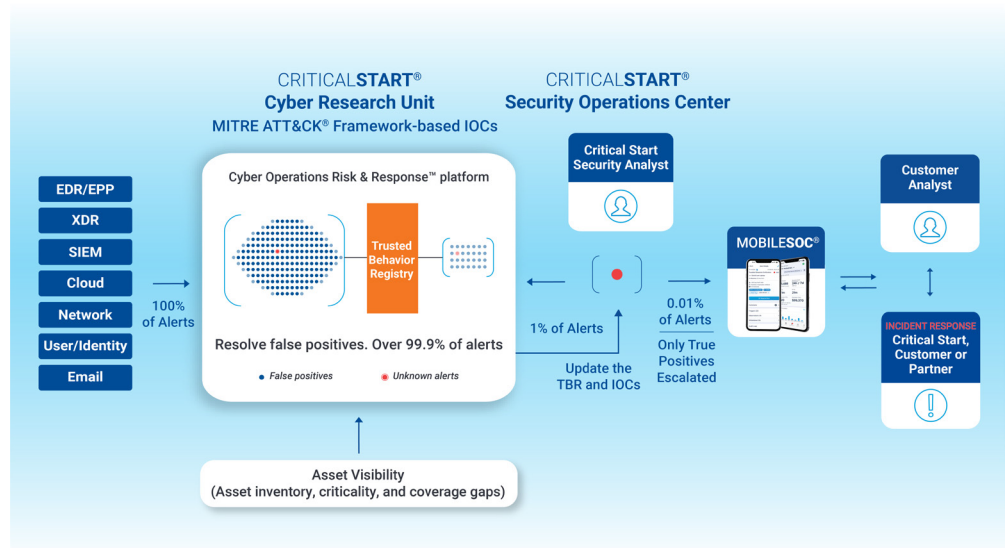 CRITICALSTART®
Cyber Research Unit
MITRE ATT&CK® Framework-based IOCs
CRITICALSTART®
Security Operations Center
EDR/EPP
XDR
SIEM
Cloud
Network
User/Identity
Email
100%
of Alerts
Cyber Operations Risk & Response™ platform
Trusted
Behavior
Registry
Resolve false positives. Over 99.9% of alerts
False positives
Unknown alerts
Asset Visibility
(Asset inventory, criticality, and coverage gaps)
Critical Start
Security Analyst
1% of Alerts
Update the
TBR and IOCs
0.01%
of Alerts
Only True
Positives
Escalated
MOBILESOC®
Customer
Analyst
INCIDENT RESPONSE
Critical Start,
Customer or
Partner